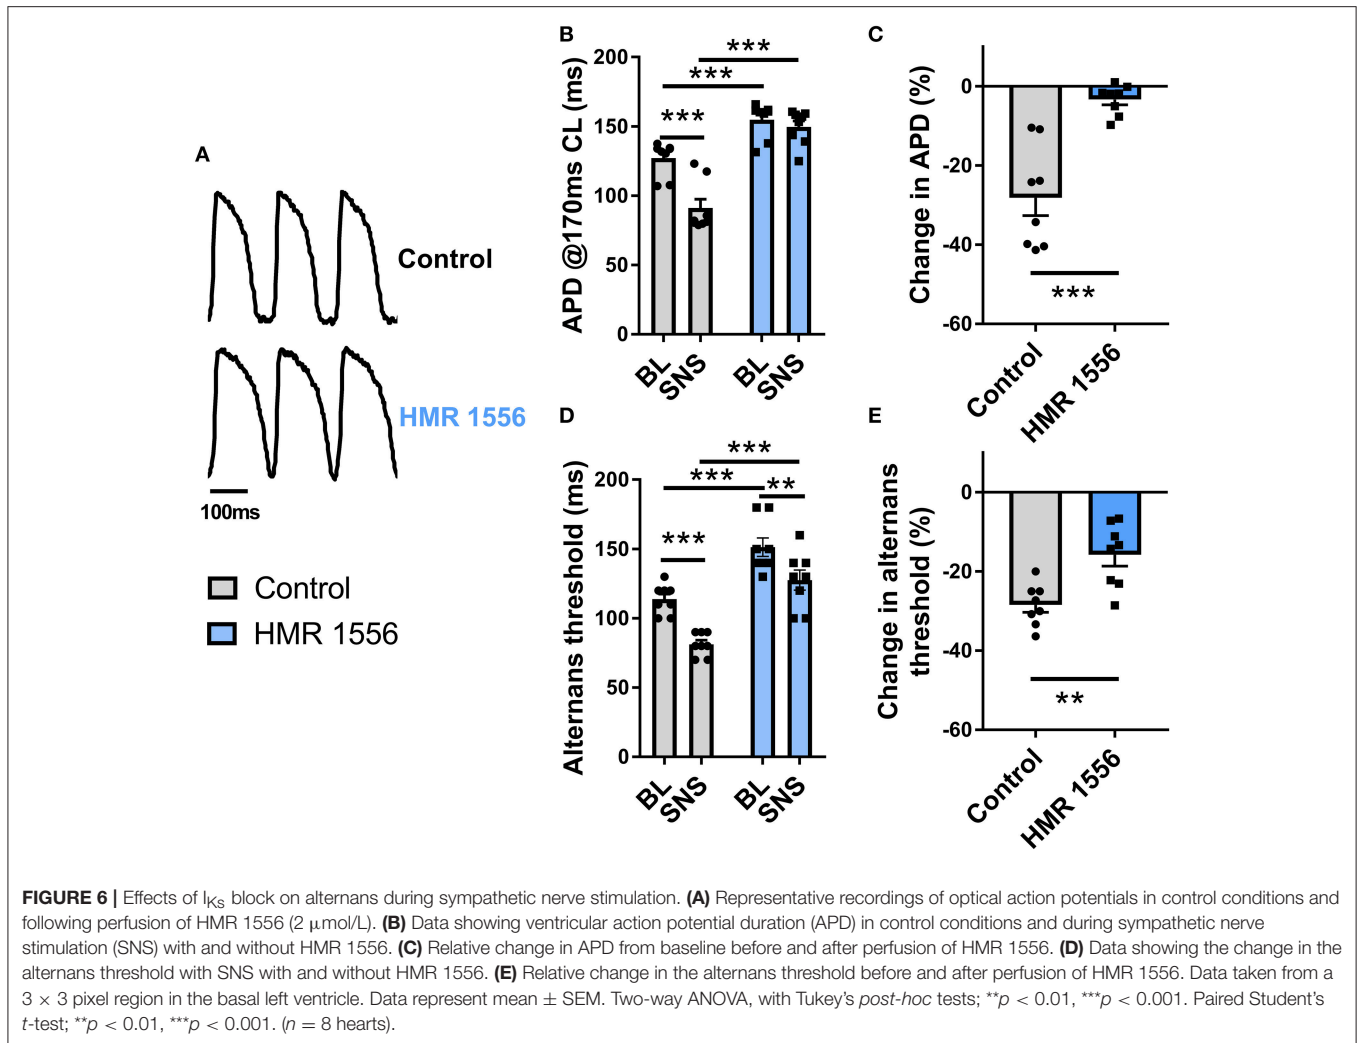 A
Control
HMR 1556
100ms
Control
HMR 1556
B
APD @170ms CL (ms)
200
150
100
50
0
***
***
***
BL
SNS
BL
SNS
C
Change in APD (%)
0
-20
-40
-60
***
Control
HMR 1556
D
Alternans threshold (ms)
200
150
100
50
0
***
***
***
**
BL
SNS
BL
SNS
E
Change in alternans
threshold (%)
0
-20
-40
-60
**
Control
HMR 1556
FIGURE 6 | Effects of IKs block on alternans during sympathetic nerve stimulation. (A) Representative recordings of optical action potentials in control conditions and
following perfusion of HMR 1556 (2 μmol/L). (B) Data showing ventricular action potential duration (APD) in control conditions and during sympathetic nerve
stimulation (SNS) with and without HMR 1556. (C) Relative change in APD from baseline before and after perfusion of HMR 1556. (D) Data showing the change in the
alternans threshold with SNS with and without HMR 1556. (E) Relative change in the alternans threshold before and after perfusion of HMR 1556. Data taken from a
3 × 3 pixel region in the basal left ventricle. Data represent mean ± SEM. Two-way ANOVA, with Tukey's post-hoc tests; **p < 0.01, ***p < 0.001. Paired Student's
t-test; **p < 0.01, ***p < 0.001. (n = 8 hearts).